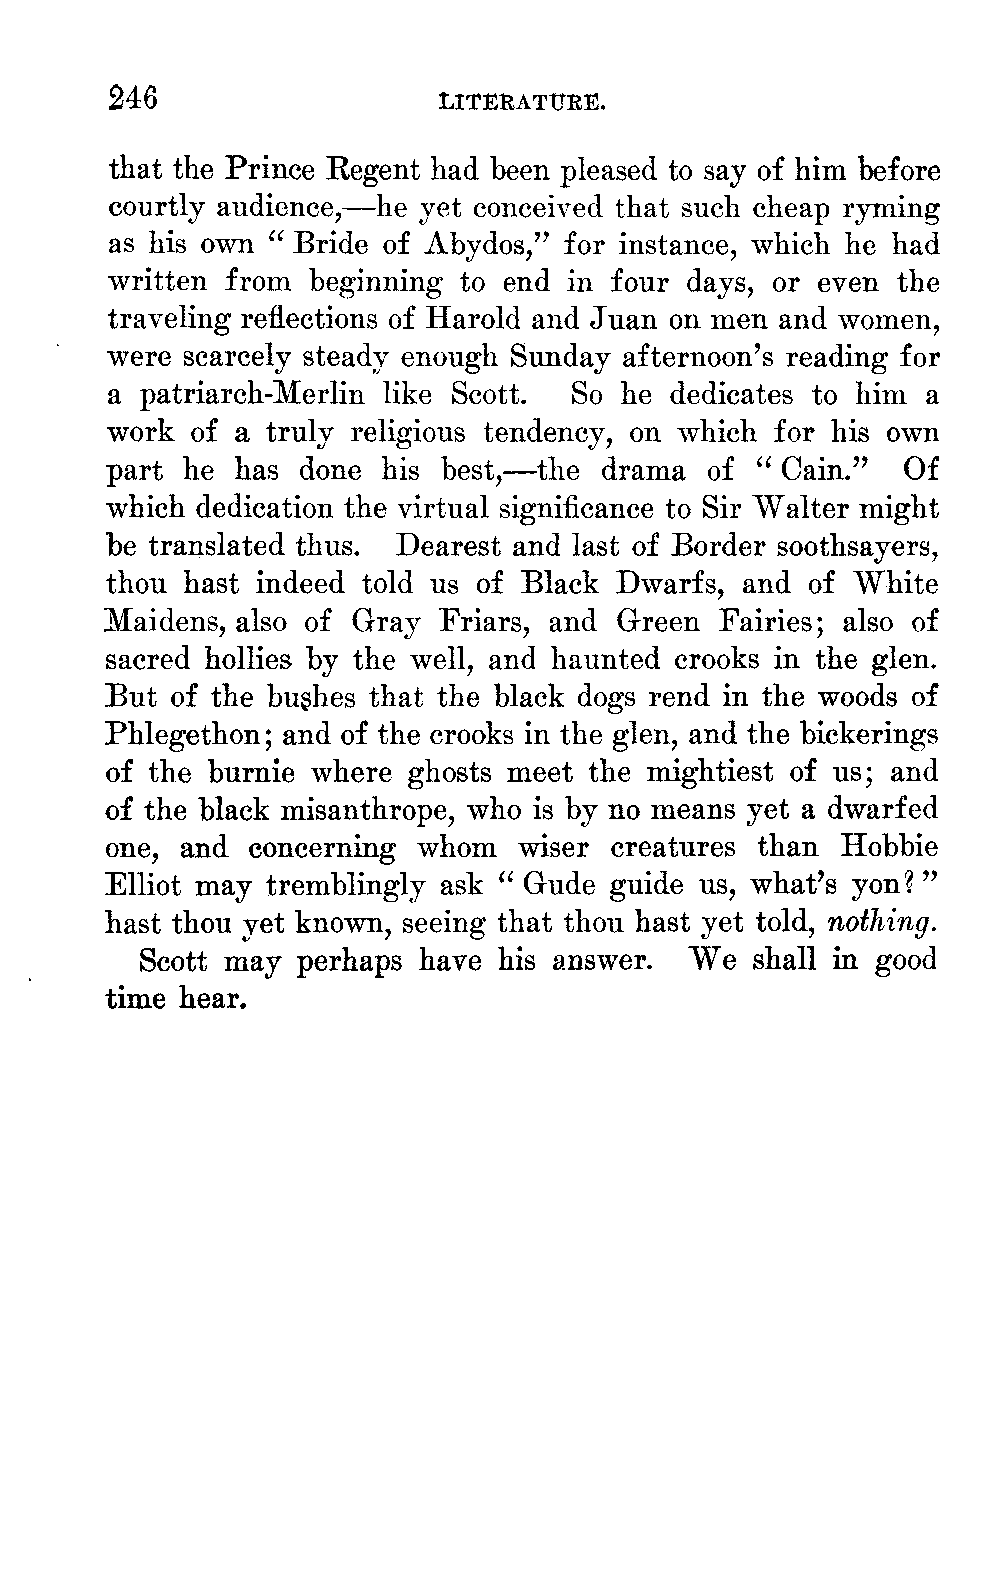 246 LITERATURE.
that the Prince Regent had been pleased to say of him before
courtly audience,—he yet conceived that such cheap ryming
as his own “ Bride of Abydos,” for instance, which he had
written from beginning to end in four days, or even the
traveling reflections of Harold and Juan on men and women,
were scarcely steady enough Sunday afternoon’s reading for
a patriarch-Merlin like Scott. So he dedicates to him a
work of a truly religious tendency, on which for his own
part he has done his best,—the drama of “ Cain.” Of
which dedication the virtual significance to Sir Walter might
be translated thus. Dearest and last of Border soothsayers,
thou hast indeed told us of Black Dwarfs, and of White
Maidens, also of Gray Friars, and Green Fairies; also of
sacred hollies by the well, and haunted crooks in the glen.
But of the bushes that the black dogs rend in the woods of
Phlegethon; and of the crooks in the glen, and the bickerings
of the burnie where ghosts meet the mightiest of us; and
of the black misanthrope, who is by no means yet a dwarfed
one, and concerning whom wiser creatures than Hobbie
Elliot may tremblingly ask “ Gude guide us, what’s yon? ”
hast thou yet known, seeing that thou hast yet told, nothing.
Scott may perhaps have his answer. We shall in good
time hear.